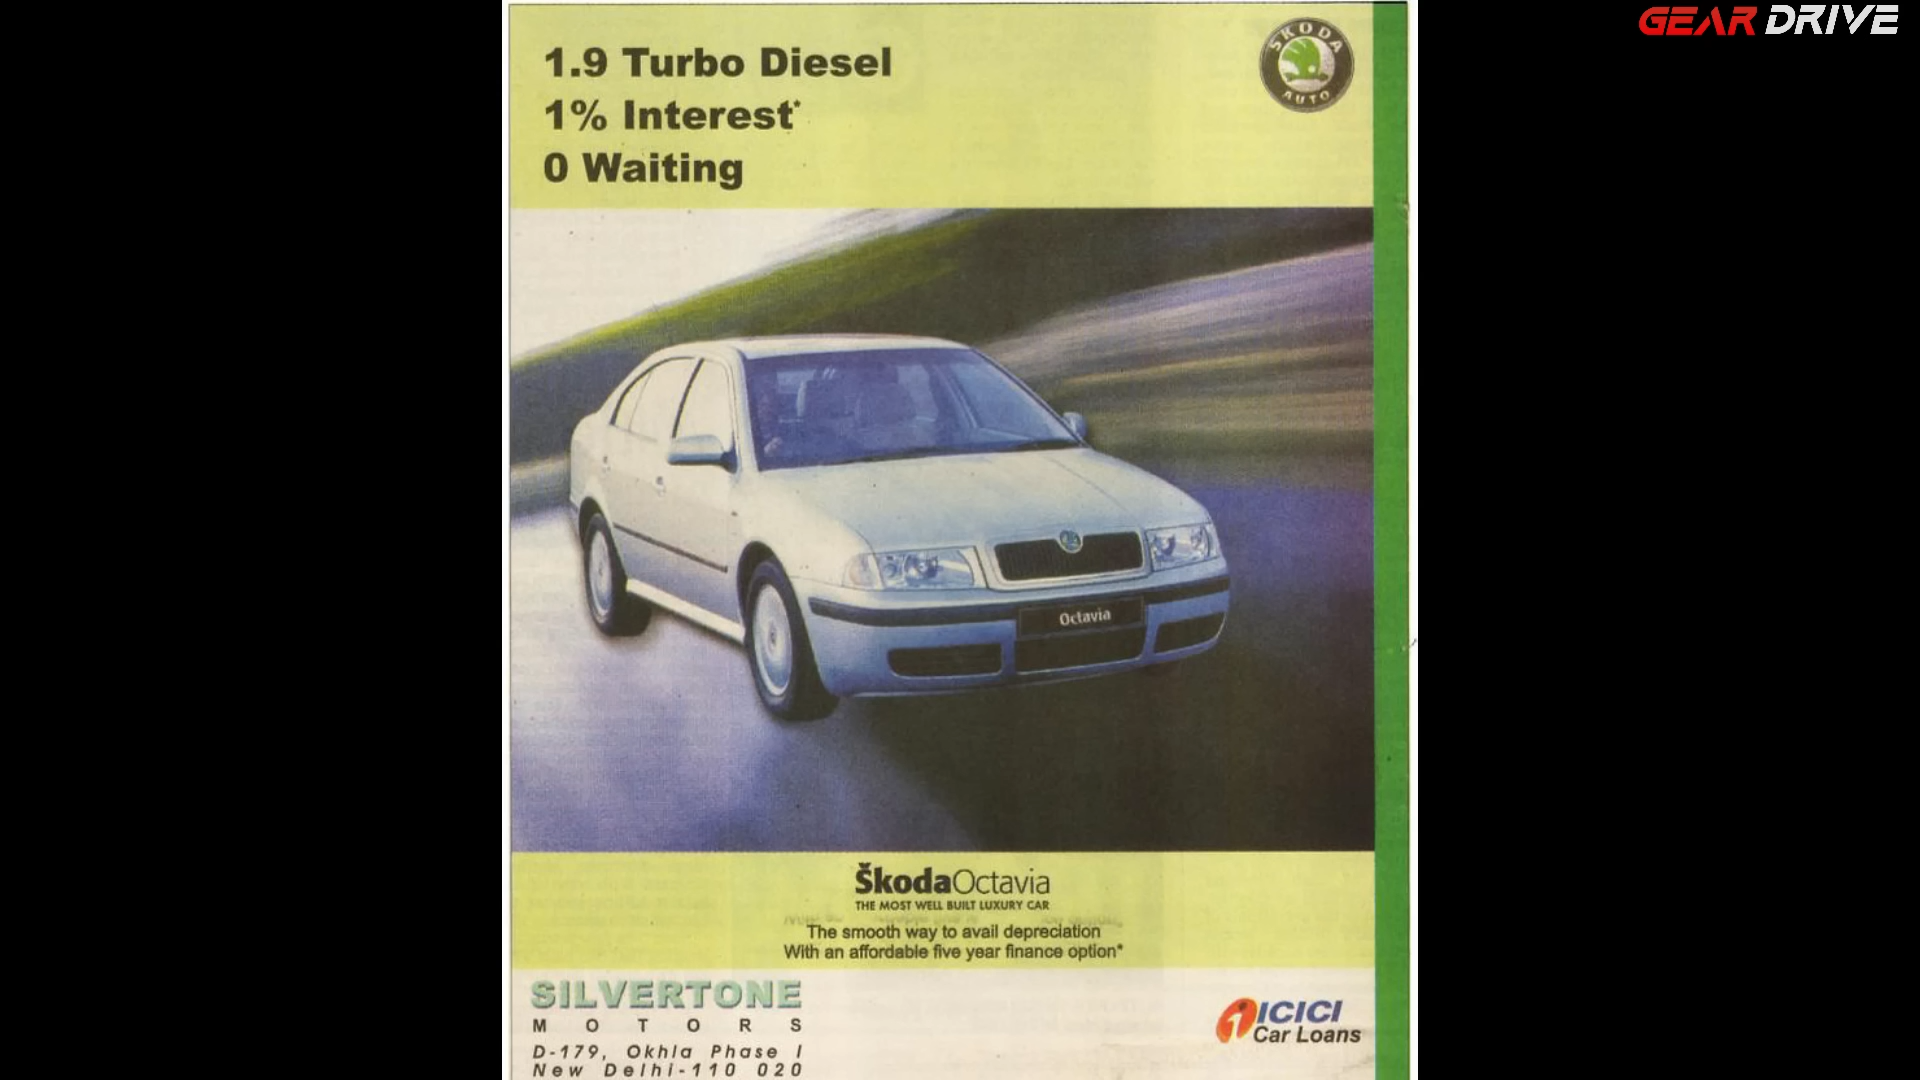 GEAR DRIVE
1.9 Turbo Diesel
1% Interest*
0 Waiting
ŠKODA
AUTO
Octavia
ŠkodaOctavia
THE MOST WELL BUILT LUXURY CAR
The smooth way to avail depreciation
With an affordable five year finance option*
SILVERTONE
MOTORS
D-179, Okhla Phase I
New Delhi-110 020
ICICI
Car Loans